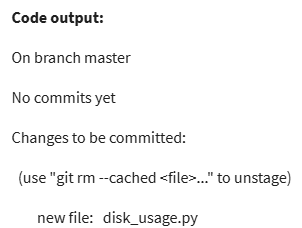 Code output:
On branch master
No commits yet
Changes to be committed:
(use "git rm --cached <file>..." to unstage)
new file: disk_usage.py